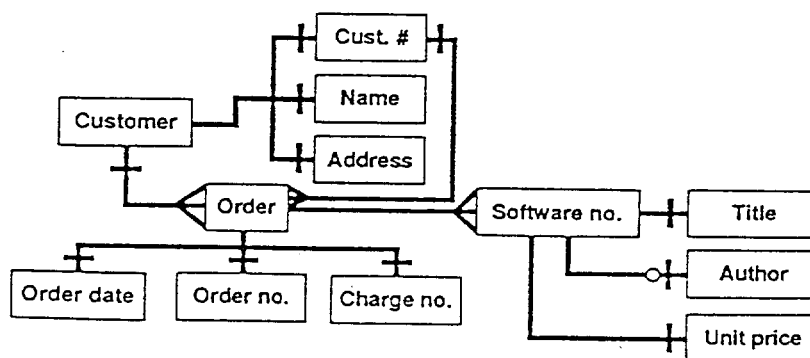 Cust. #
Name
Customer
Address
Order
Software no.
Title
Order date
Order no.
Charge no.
Author
Unit price